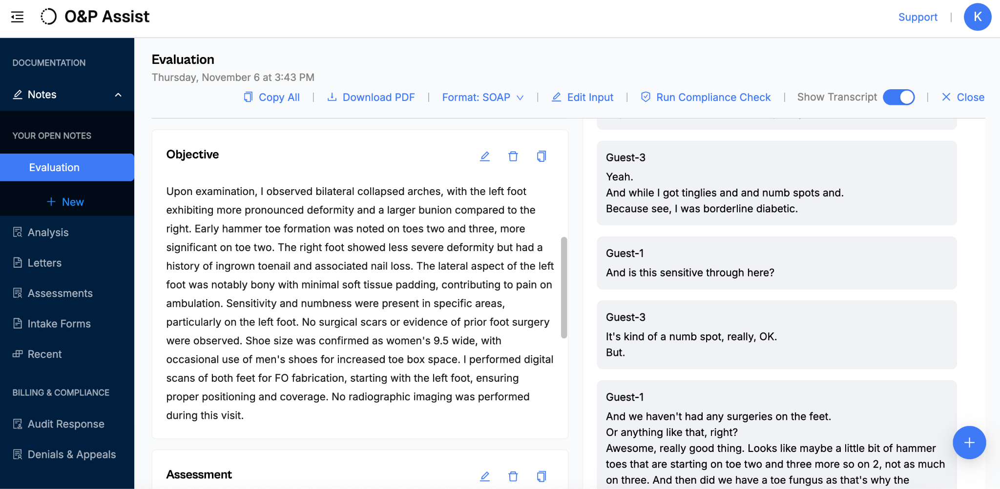 O&P Assist
Support
K
DOCUMENTATION
Notes
YOUR OPEN NOTES
Evaluation
New
Analysis
Letters
Assessments
Intake Forms
Recent
BILLING & COMPLIANCE
Audit Response
Denials & Appeals
Evaluation
Thursday, November 6 at 3:43 PM
Copy All
Download PDF
Format: SOAP
Edit Input
Run Compliance Check
Show Transcript
Close
Objective
Upon examination, I observed bilateral collapsed arches, with the left foot
exhibiting more pronounced deformity and a larger bunion compared to the
right. Early hammer toe formation was noted on toes two and three, more
significant on toe two. The right foot showed less severe deformity but had a
history of ingrown toenail and associated nail loss. The lateral aspect of the left
foot was notably bony with minimal soft tissue padding, contributing to pain on
ambulation. Sensitivity and numbness were present in specific areas,
particularly on the left foot. No surgical scars or evidence of prior foot surgery
were observed. Shoe size was confirmed as women's 9.5 wide, with
occasional use of men's shoes for increased toe box space. I performed digital
scans of both feet for FO fabrication, starting with the left foot, ensuring
proper positioning and coverage. No radiographic imaging was performed
during this visit.
Assessment
Guest-3
Yeah.
And while I got tinglies and and numb spots and.
Because see, I was borderline diabetic.
Guest-1
And is this sensitive through here?
Guest-3
It's kind of a numb spot, really, OK.
But.
Guest-1
And we haven't had any surgeries on the feet.
Or anything like that, right?
Awesome, really good thing. Looks like maybe a little bit of hammer
toes that are starting on toe two and three more so on 2, not as much
on three. And then did we have a toe fungus as that's why the